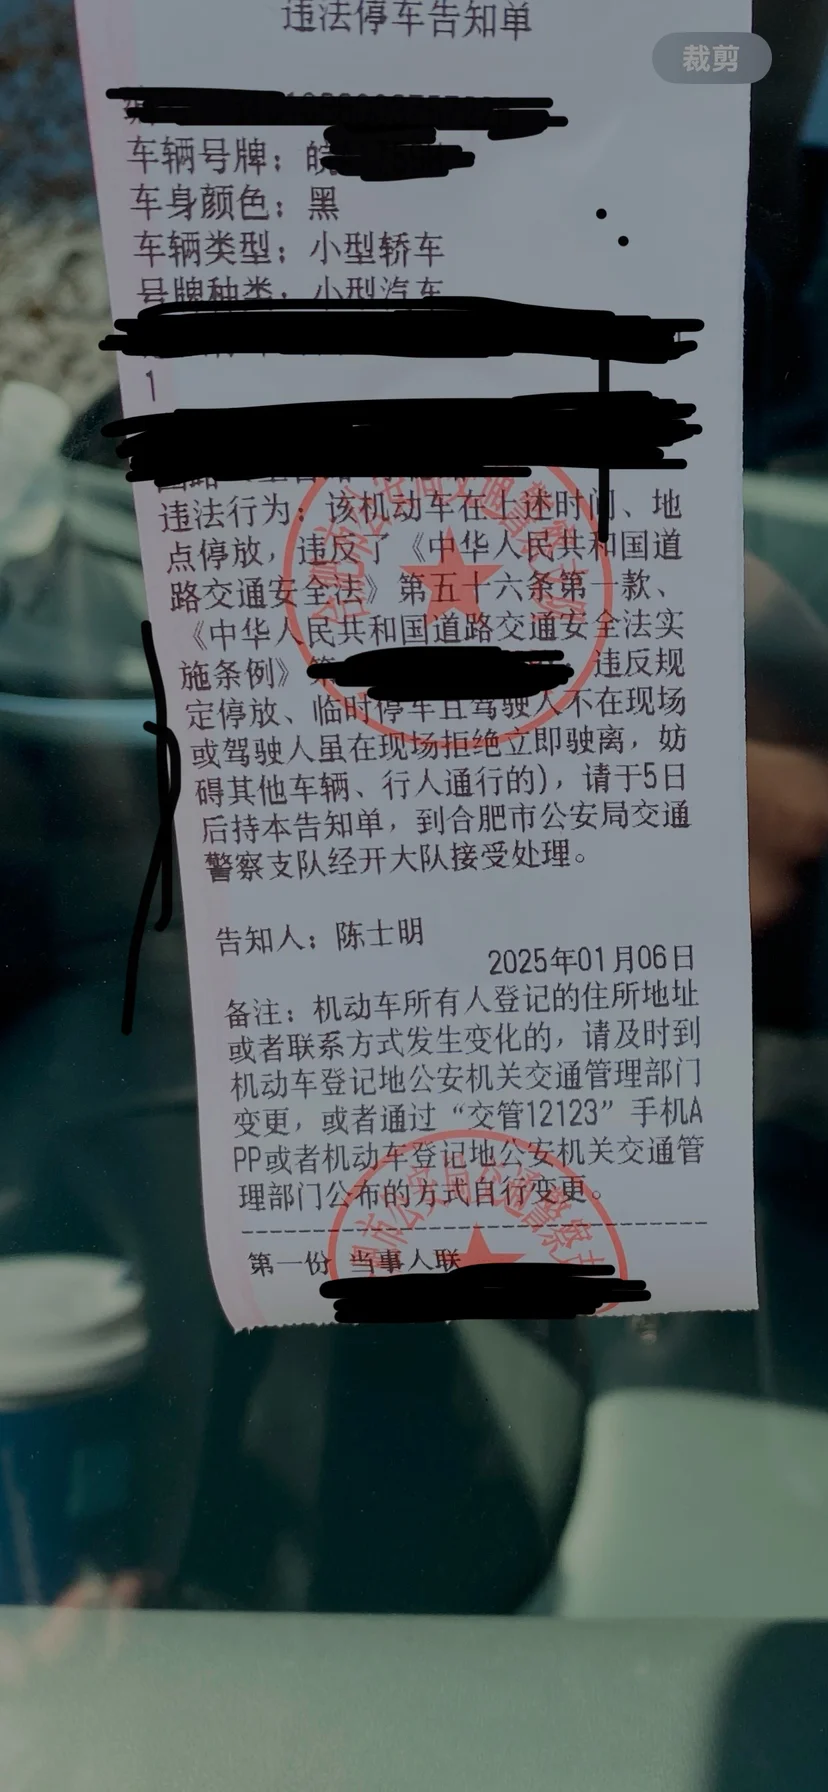 违法停车告知单
裁剪
车辆号牌：皖
车身颜色：黑
车辆类型：小型轿车
号牌种类：小型汽车
1
违法行为：该机动车在上述时间、地
点停放，违反了《中华人民共和国道
路交通安全法》第五十六条第一款、
《中华人民共和国道路交通安全法实
施条例》第 违反规
定停放、临时停车且驾驶人不在现场
或驾驶人虽在现场拒绝立即驶离，妨
碍其他车辆、行人通行的)，请于5日
后持本告知单，到合肥市公安局交通
警察支队经开大队接受处理。
告知人：陈士明
2025年01月06日
备注：机动车所有人登记的住所地址
或者联系方式发生变化的，请及时到
机动车登记地公安机关交通管理部门
变更，或者通过“交管12123”手机A
PP或者机动车登记地公安机关交通管
理部门公布的方式自行变更。
第一份 当事人联